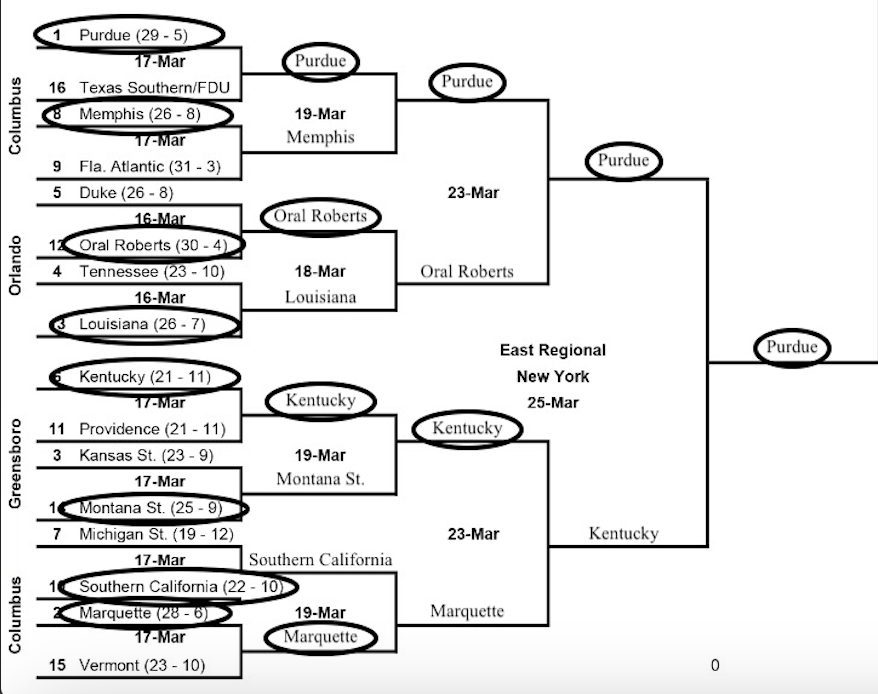 1 Purdue (29 - 5)
17-Mar
Purdue
16 Texas Southern/FDU
Purdue
Columbus
8 Memphis (26 - 8)
19-Mar
17-Mar
Memphis
9 Fla. Atlantic (31 - 3)
Purdue
5 Duke (26 - 8)
23-Mar
16-Mar
Oral Roberts
12 Oral Roberts (30 - 4)
Orlando
4 Tennessee (23 - 10)
18-Mar
Oral Roberts
16-Mar
Louisiana
3 Louisiana (26 - 7)
East Regional
Purdue
New York
25-Mar
Kentucky (21 - 11)
17-Mar
Kentucky
11 Providence (21 - 11)
Kentucky
Greensboro
3 Kansas St. (23 - 9)
19-Mar
17-Mar
Montana St.
1 Montana St. (25 - 9)
7 Michigan St. (19 - 12)
23-Mar
Kentucky
17-Mar
Southern California
Columbus
10 Southern California (22 - 10)
2 Marquette (28 - 6)
19-Mar
Marquette
17-Mar
Marquette
15 Vermont (23 - 10)
0